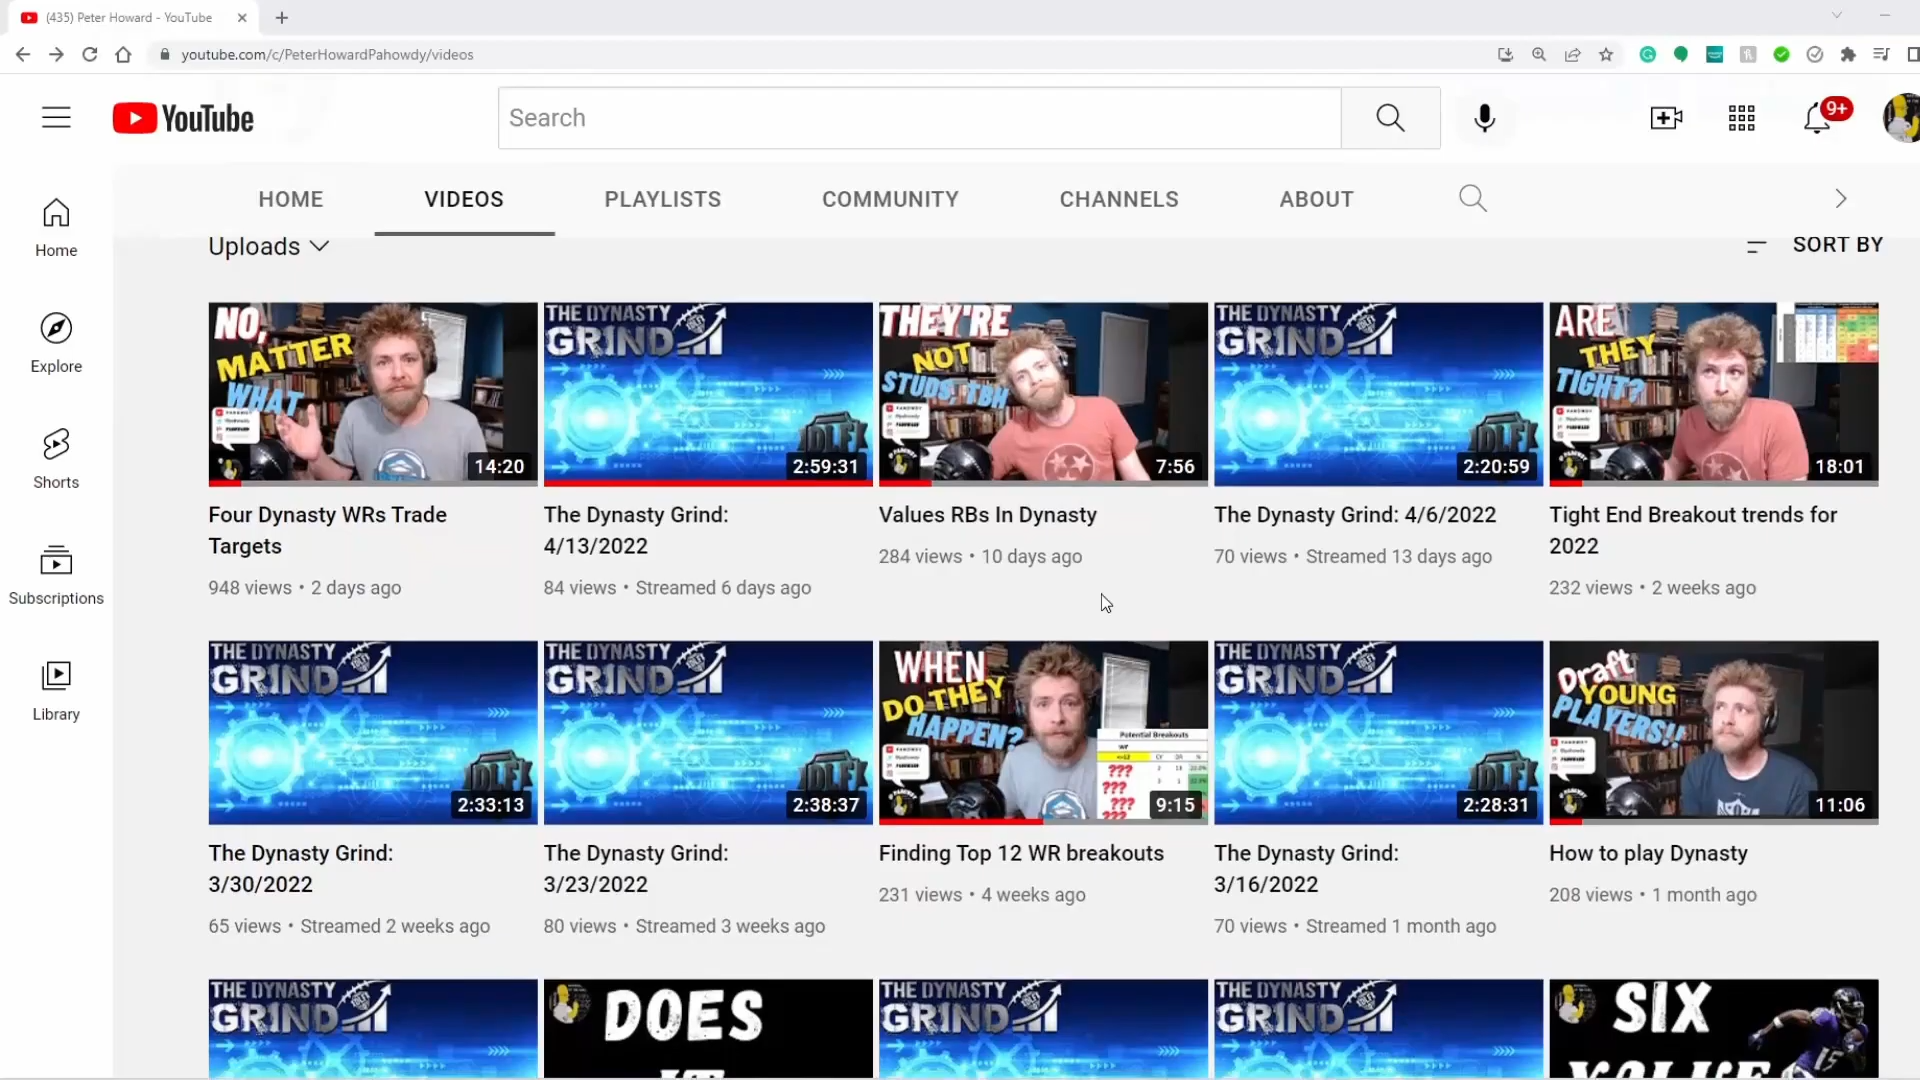 (435) Peter Howard - YouTube
youtube.com/c/PeterHowardPahowdy/videos
YouTube
Search
9+
HOME VIDEOS PLAYLISTS COMMUNITY CHANNELS ABOUT
Home
Explore
Shorts
Subscriptions
Library
Uploads
SORT BY
NO,
MATTER
WHAT
14:20
Four Dynasty WRs Trade
Targets
948 views • 2 days ago
THE DYNASTY
GRIND
2:59:31
The Dynasty Grind:
4/13/2022
84 views • Streamed 6 days ago
THEY'RE
NOT
STUDS, TBH
7:56
Values RBs In Dynasty
284 views • 10 days ago
THE DYNASTY
GRIND
2:20:59
The Dynasty Grind: 4/6/2022
70 views • Streamed 13 days ago
ARE
THEY
TIGHT?
18:01
Tight End Breakout trends for
2022
232 views • 2 weeks ago
THE DYNASTY
GRIND
2:33:13
The Dynasty Grind:
3/30/2022
65 views • Streamed 2 weeks ago
THE DYNASTY
GRIND
2:38:37
The Dynasty Grind:
3/23/2022
80 views • Streamed 3 weeks ago
WHEN
DO THEY
HAPPEN?
Potential Breakouts
???
???
???
???
9:15
Finding Top 12 WR breakouts
231 views • 4 weeks ago
THE DYNASTY
GRIND
2:28:31
The Dynasty Grind:
3/16/2022
70 views • Streamed 1 month ago
Draft
YOUNG
PLAYERS!!
11:06
How to play Dynasty
208 views • 1 month ago
THE DYNASTY
GRIND
DOES
THE DYNASTY
GRIND
THE DYNASTY
GRIND
SIX
VALUE